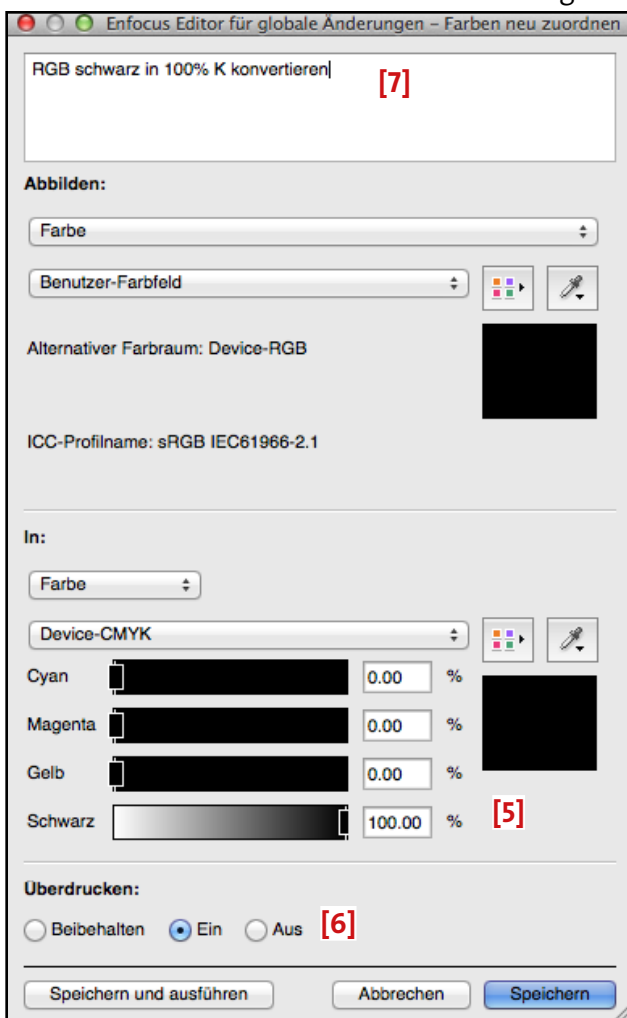 Enfocus Editor für globale Änderungen – Farben neu zuordnen
RGB schwarz in 100% K konvertieren
[7]
Abbilden:
Farbe
Benutzer-Farbfeld
Alternativer Farbraum: Device-RGB
ICC-Profilname: sRGB IEC61966-2.1
In:
Farbe
Device-CMYK
Cyan 0.00 %
Magenta 0.00 %
Gelb 0.00 %
Schwarz 100.00 % [5]
Überdrucken:
Beibehalten Ein Aus [6]
Speichern und ausführen Abbrechen Speichern